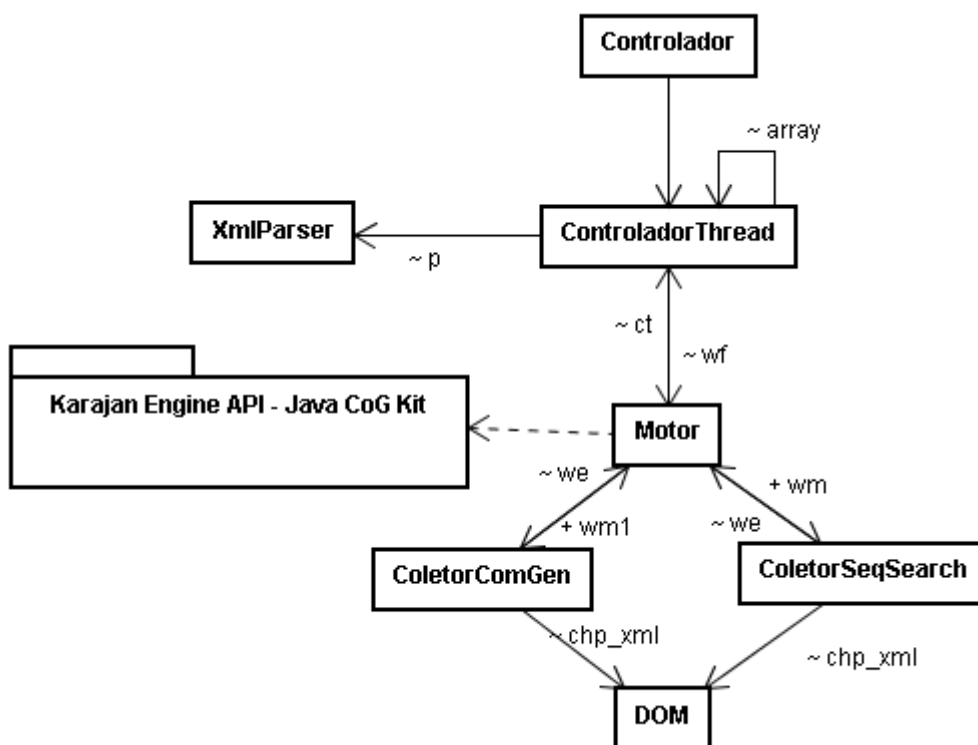 Controlador
~ array
XmlParser
ControladorThread
~ p
~ ct
~ wf
Karajan Engine API - Java CoG Kit
Motor
~ we
+ wm
+ wm1
~ we
ColetorComGen
ColetorSeqSearch
~ chp_xml
~ chp_xml
DOM